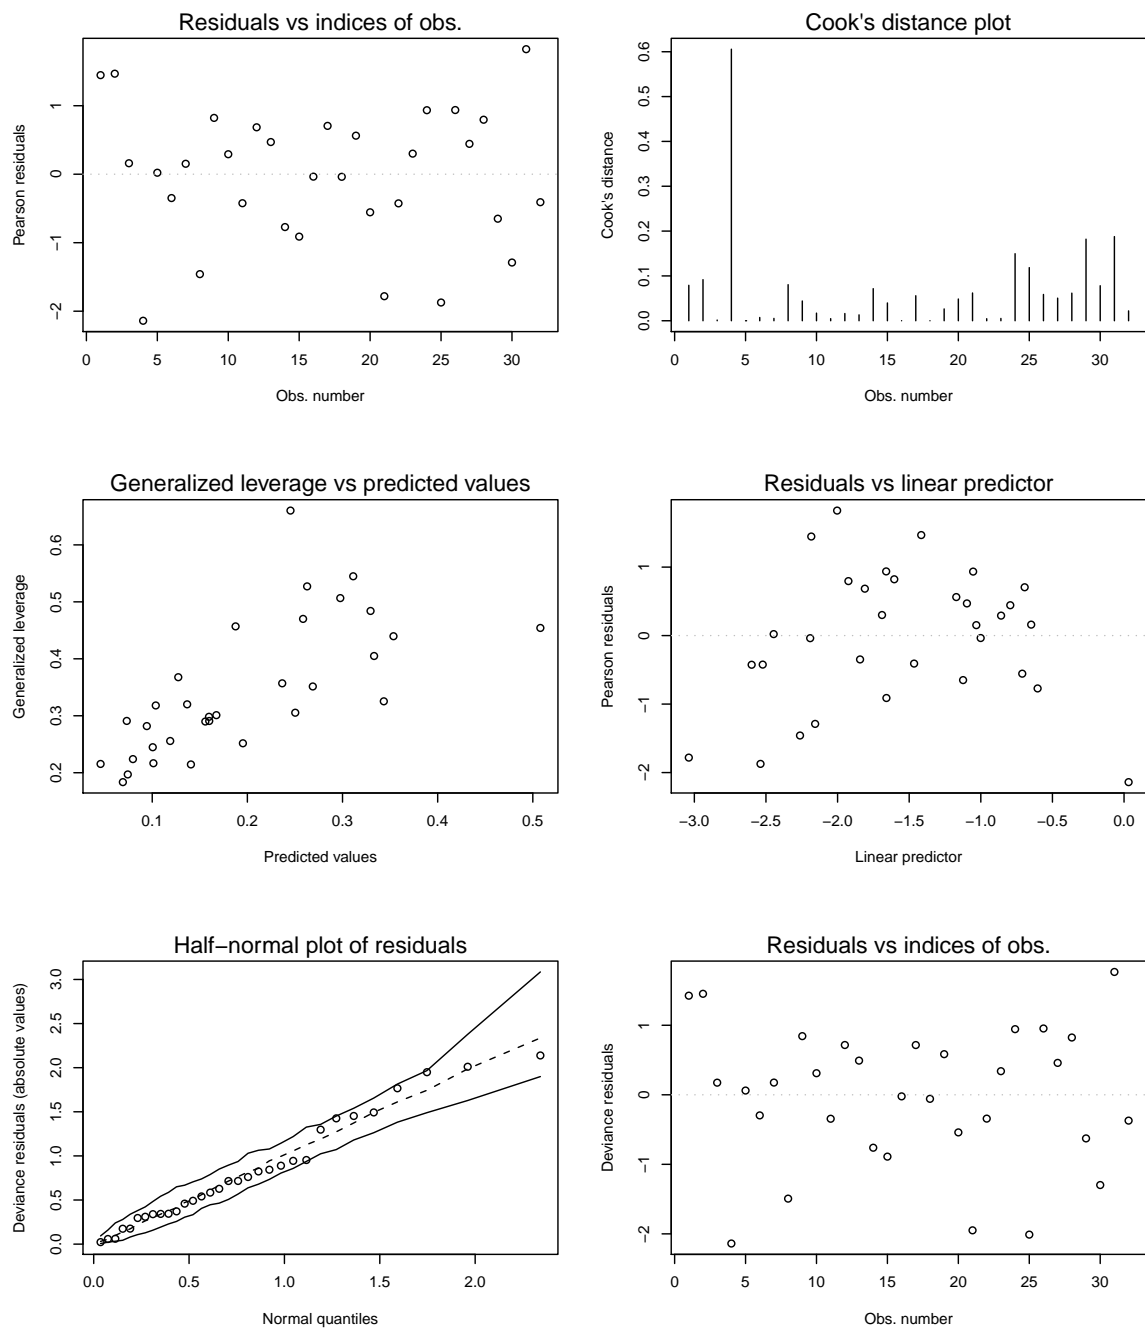 Residuals vs indices of obs.
Pearson residuals
1
0
−1
−2
0 5 10 15 20 25 30
Obs. number
Cook's distance plot
Cook's distance
0.6
0.5
0.4
0.3
0.2
0.1
0.0
0 5 10 15 20 25 30
Obs. number
Generalized leverage vs predicted values
Generalized leverage
0.6
0.5
0.4
0.3
0.2
0.1 0.2 0.3 0.4 0.5
Predicted values
Residuals vs linear predictor
Pearson residuals
1
0
−1
−2
−3.0 −2.5 −2.0 −1.5 −1.0 −0.5 0.0
Linear predictor
Half−normal plot of residuals
Deviance residuals (absolute values)
3.0
2.5
2.0
1.5
1.0
0.5
0.0
0.0 0.5 1.0 1.5 2.0
Normal quantiles
Residuals vs indices of obs.
Deviance residuals
1
0
−1
−2
0 5 10 15 20 25 30
Obs. number